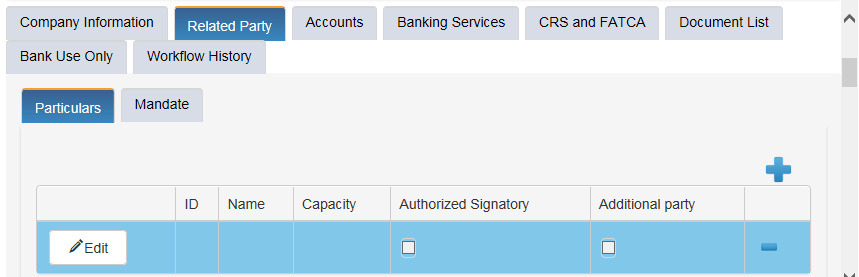 Company Information Related Party Accounts Banking Services CRS and FATCA Document List
Bank Use Only Workflow History
Particulars Mandate
ID Name Capacity Authorized Signatory Additional party
Edit